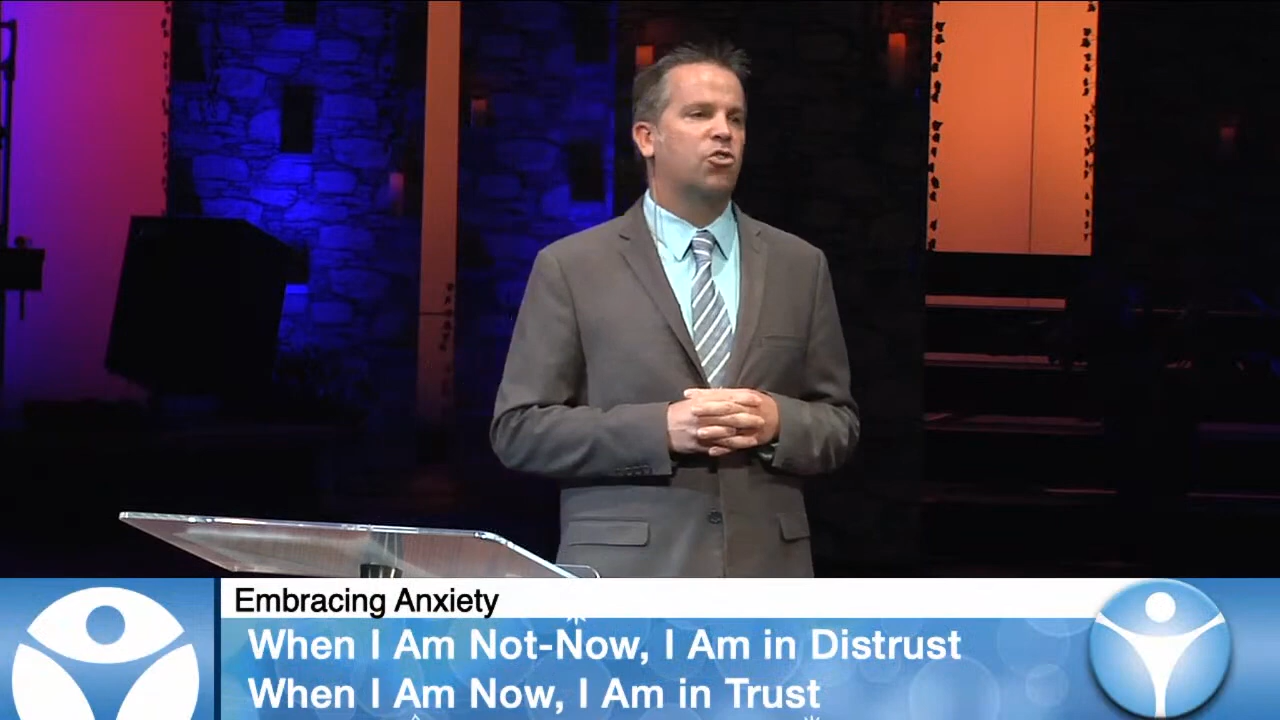 Embracing Anxiety
When I Am Not-Now, I Am in Distrust
When I Am Now, I Am in Trust